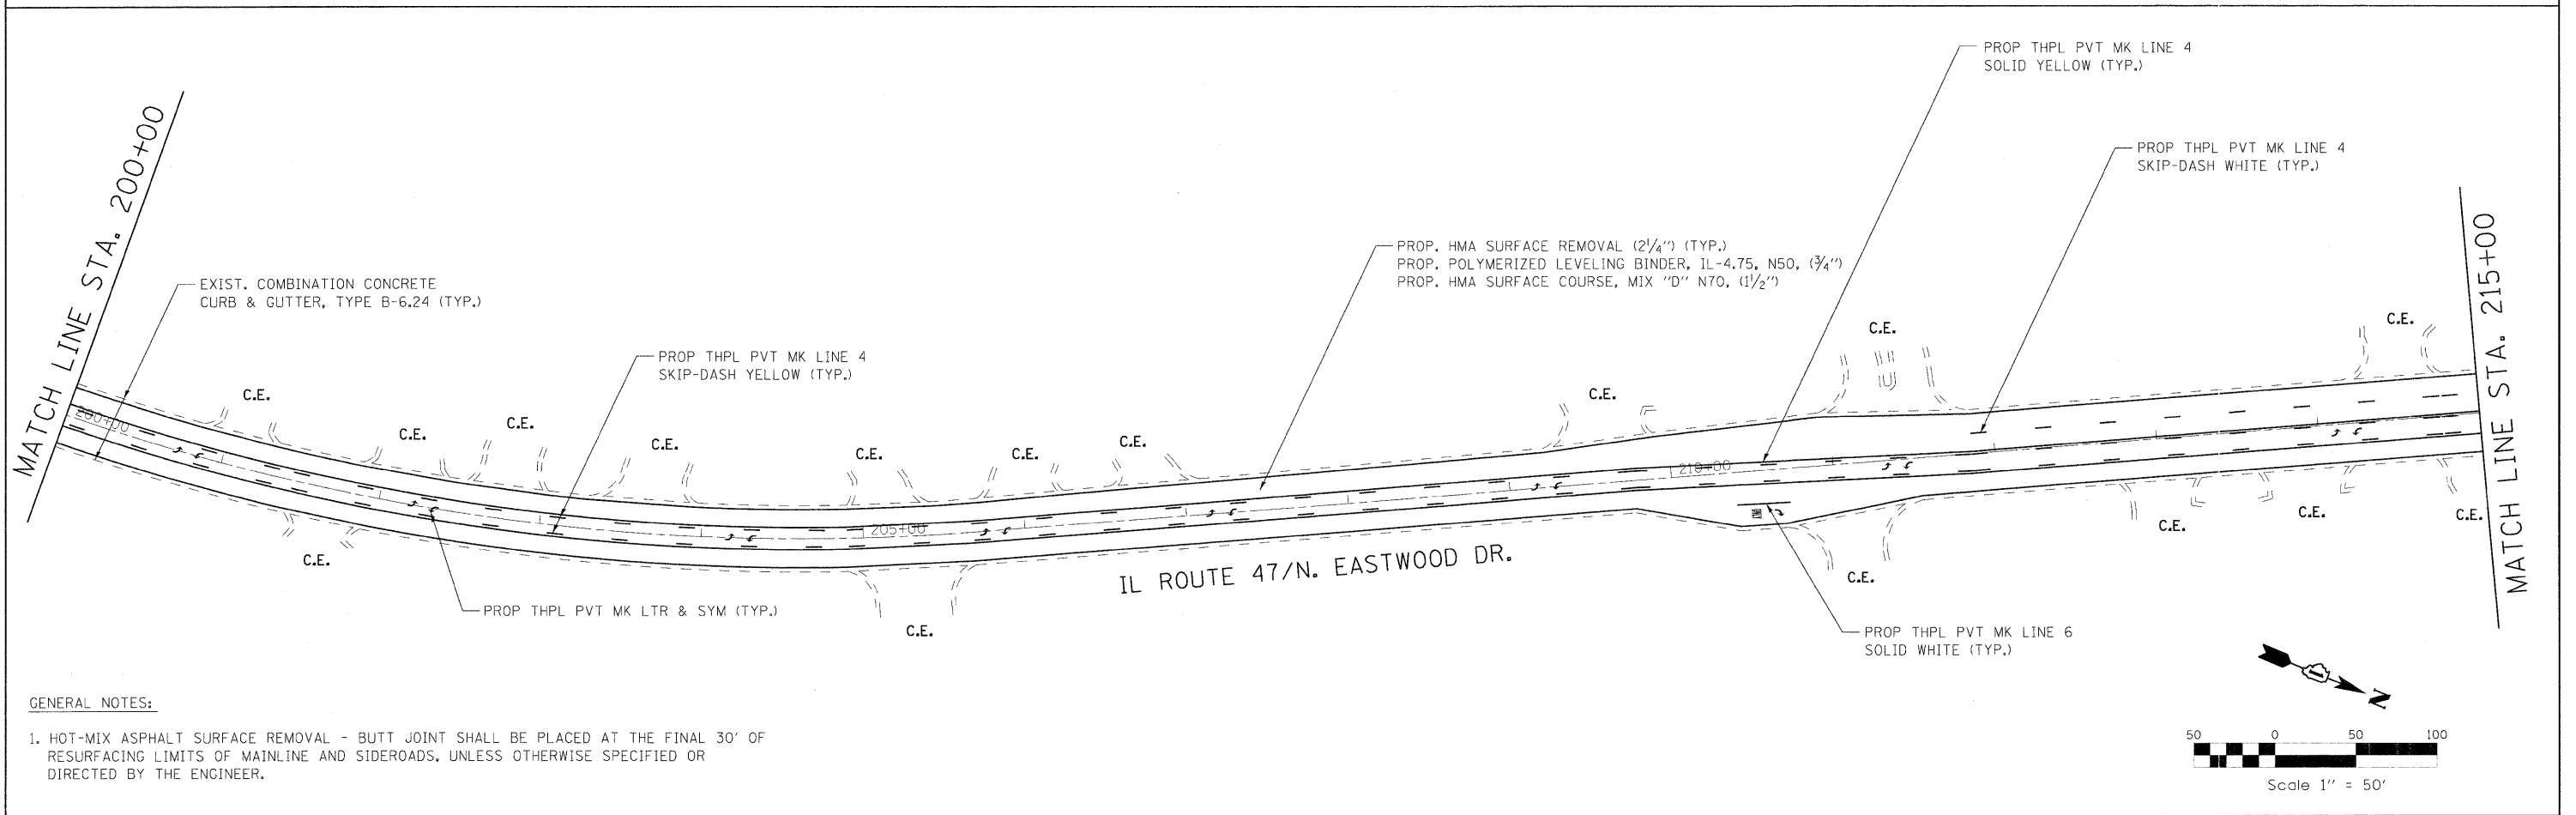 PROP THPL PVT MK LINE 4
SOLID YELLOW (TYP.)
PROP THPL PVT MK LINE 4
SKIP-DASH WHITE (TYP.)
MATCH LINE STA. 200+00
MATCH LINE STA. 215+00
PROP. HMA SURFACE REMOVAL (2¼") (TYP.)
PROP. POLYMERIZED LEVELING BINDER, IL-4.75, N50, (¾")
PROP. HMA SURFACE COURSE, MIX "D" N70, (1½")
EXIST. COMBINATION CONCRETE
CURB & GUTTER, TYPE B-6.24 (TYP.)
PROP THPL PVT MK LINE 4
SKIP-DASH YELLOW (TYP.)
C.E.
C.E.
C.E.
C.E.
C.E.
C.E.
C.E.
C.E.
C.E.
C.E.
200+00
205+00
210+00
C.E.
C.E.
C.E.
C.E.
C.E.
C.E.
IL ROUTE 47/N. EASTWOOD DR.
PROP THPL PVT MK LTR & SYM (TYP.)
PROP THPL PVT MK LINE 6
SOLID WHITE (TYP.)
GENERAL NOTES:
1. HOT-MIX ASPHALT SURFACE REMOVAL - BUTT JOINT SHALL BE PLACED AT THE FINAL 30' OF
RESURFACING LIMITS OF MAINLINE AND SIDEROADS, UNLESS OTHERWISE SPECIFIED OR
DIRECTED BY THE ENGINEER.
N
50 0 50 100
Scale 1" = 50'